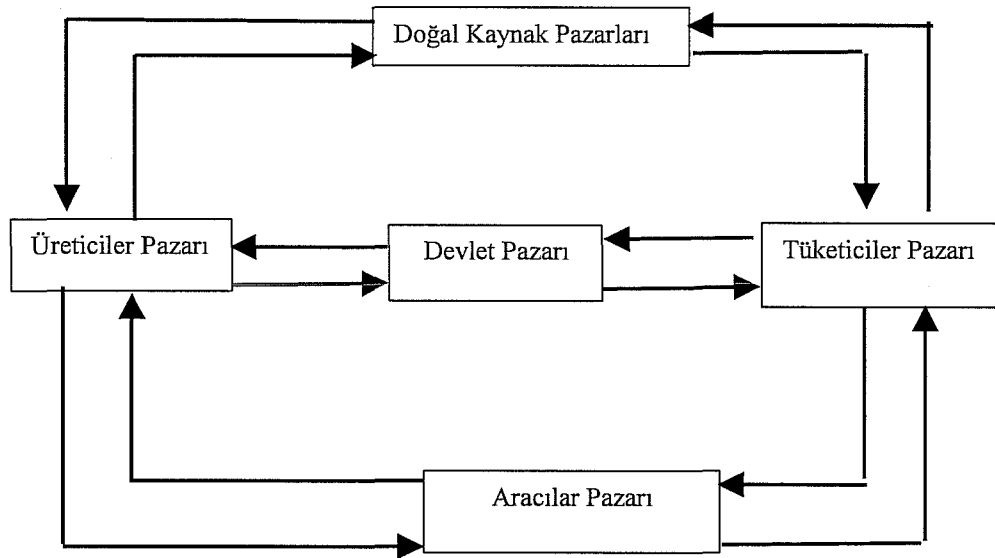 Doğal Kaynak Pazarları
Üreticiler Pazarı
Devlet Pazarı
Tüketiciler Pazarı
Aracılar Pazarı